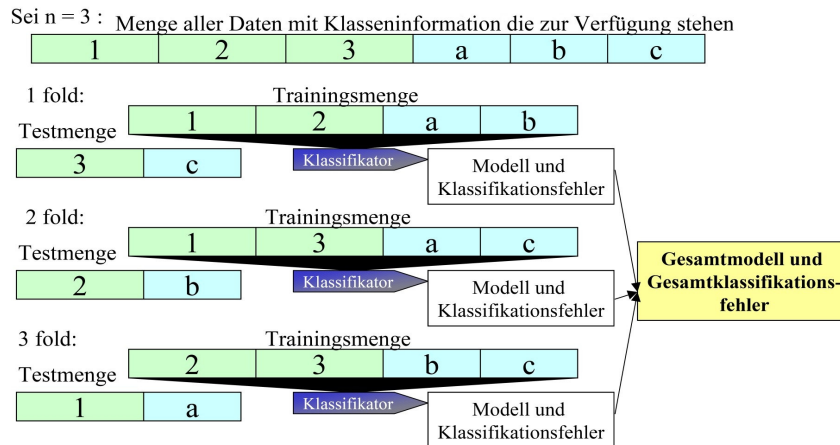 Sei n = 3 : Menge aller Daten mit Klasseninformation die zur Verfügung stehen
1 2 3 a b c
1 fold: Trainingsmenge
1 2 a b
Testmenge
3 c
Klassifikator
Modell und
Klassifikationsfehler
2 fold: Trainingsmenge
1 3 a c
Testmenge
2 b
Klassifikator
Modell und
Klassifikationsfehler
3 fold: Trainingsmenge
2 3 b c
Testmenge
1 a
Klassifikator
Modell und
Klassifikationsfehler
Gesamtmodell und
Gesamtklassifikations-
fehler